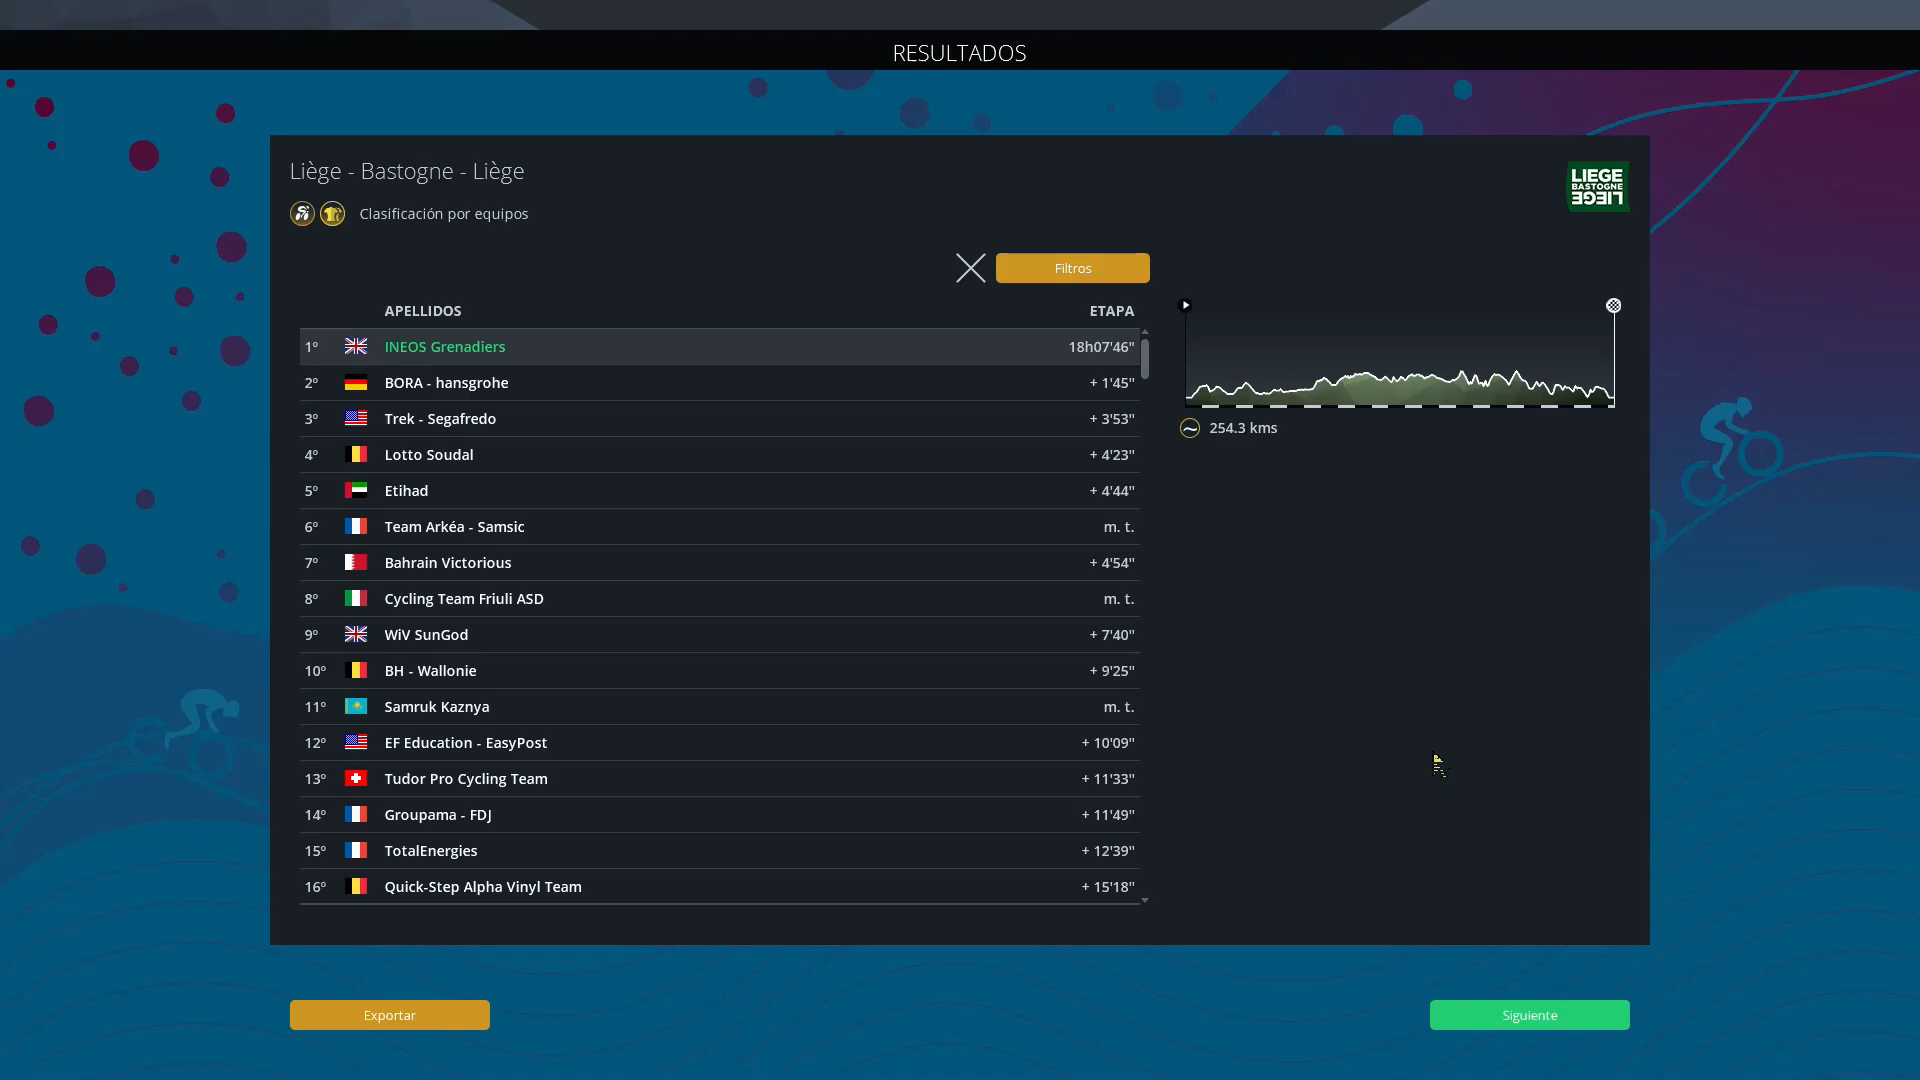 RESULTADOS
Liège - Bastogne - Liège
LIEGE
BASTOGNE
LIEGE
Clasificación por equipos
Filtros
APELLIDOS ETAPA
1º INEOS Grenadiers 18h07'46''
2º BORA - hansgrohe + 1'45''
3º Trek - Segafredo + 3'53''
4º Lotto Soudal + 4'23''
5º Etihad + 4'44''
6º Team Arkéa - Samsic m. t.
7º Bahrain Victorious + 4'54''
8º Cycling Team Friuli ASD m. t.
9º WiV SunGod + 7'40''
10º BH - Wallonie + 9'25''
11º Samruk Kaznya m. t.
12º EF Education - EasyPost + 10'09''
13º Tudor Pro Cycling Team + 11'33''
14º Groupama - FDJ + 11'49''
15º TotalEnergies + 12'39''
16º Quick-Step Alpha Vinyl Team + 15'18''
254.3 kms
Exportar
Siguiente